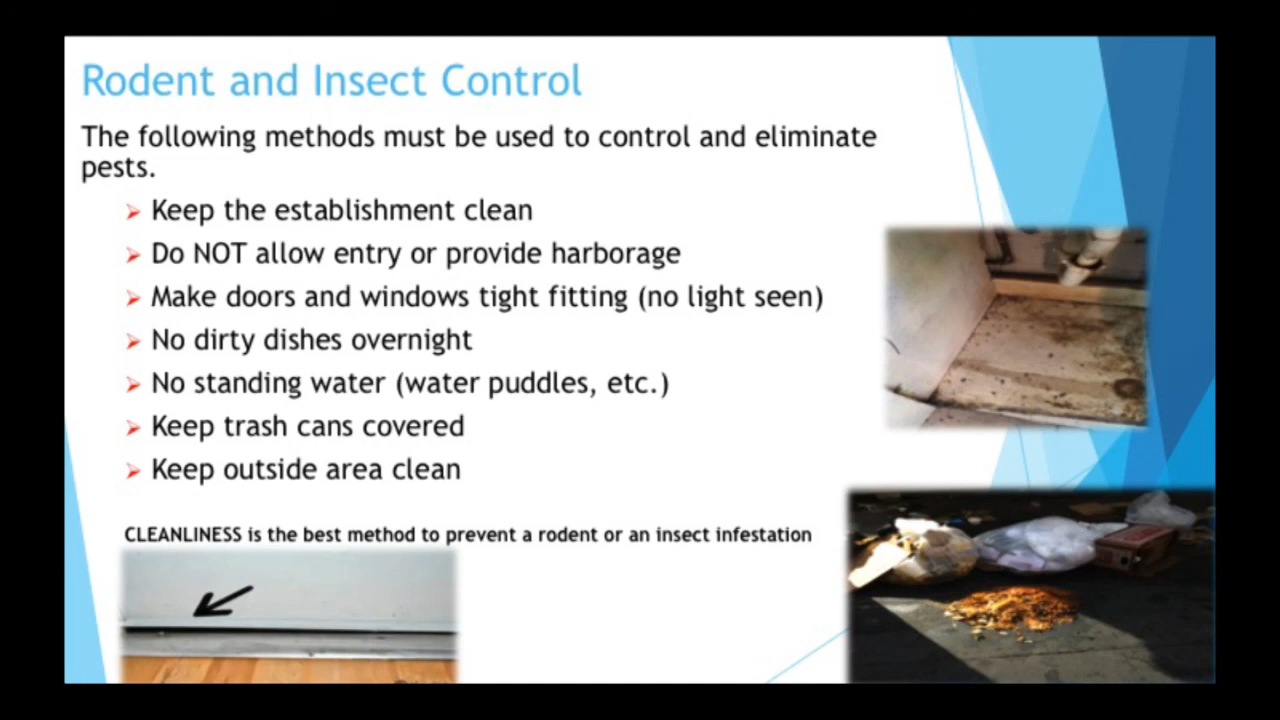 Rodent and Insect Control
The following methods must be used to control and eliminate
pests.
➢ Keep the establishment clean
➢ Do NOT allow entry or provide harborage
➢ Make doors and windows tight fitting (no light seen)
➢ No dirty dishes overnight
➢ No standing water (water puddles, etc.)
➢ Keep trash cans covered
➢ Keep outside area clean
CLEANLINESS is the best method to prevent a rodent or an insect infestation